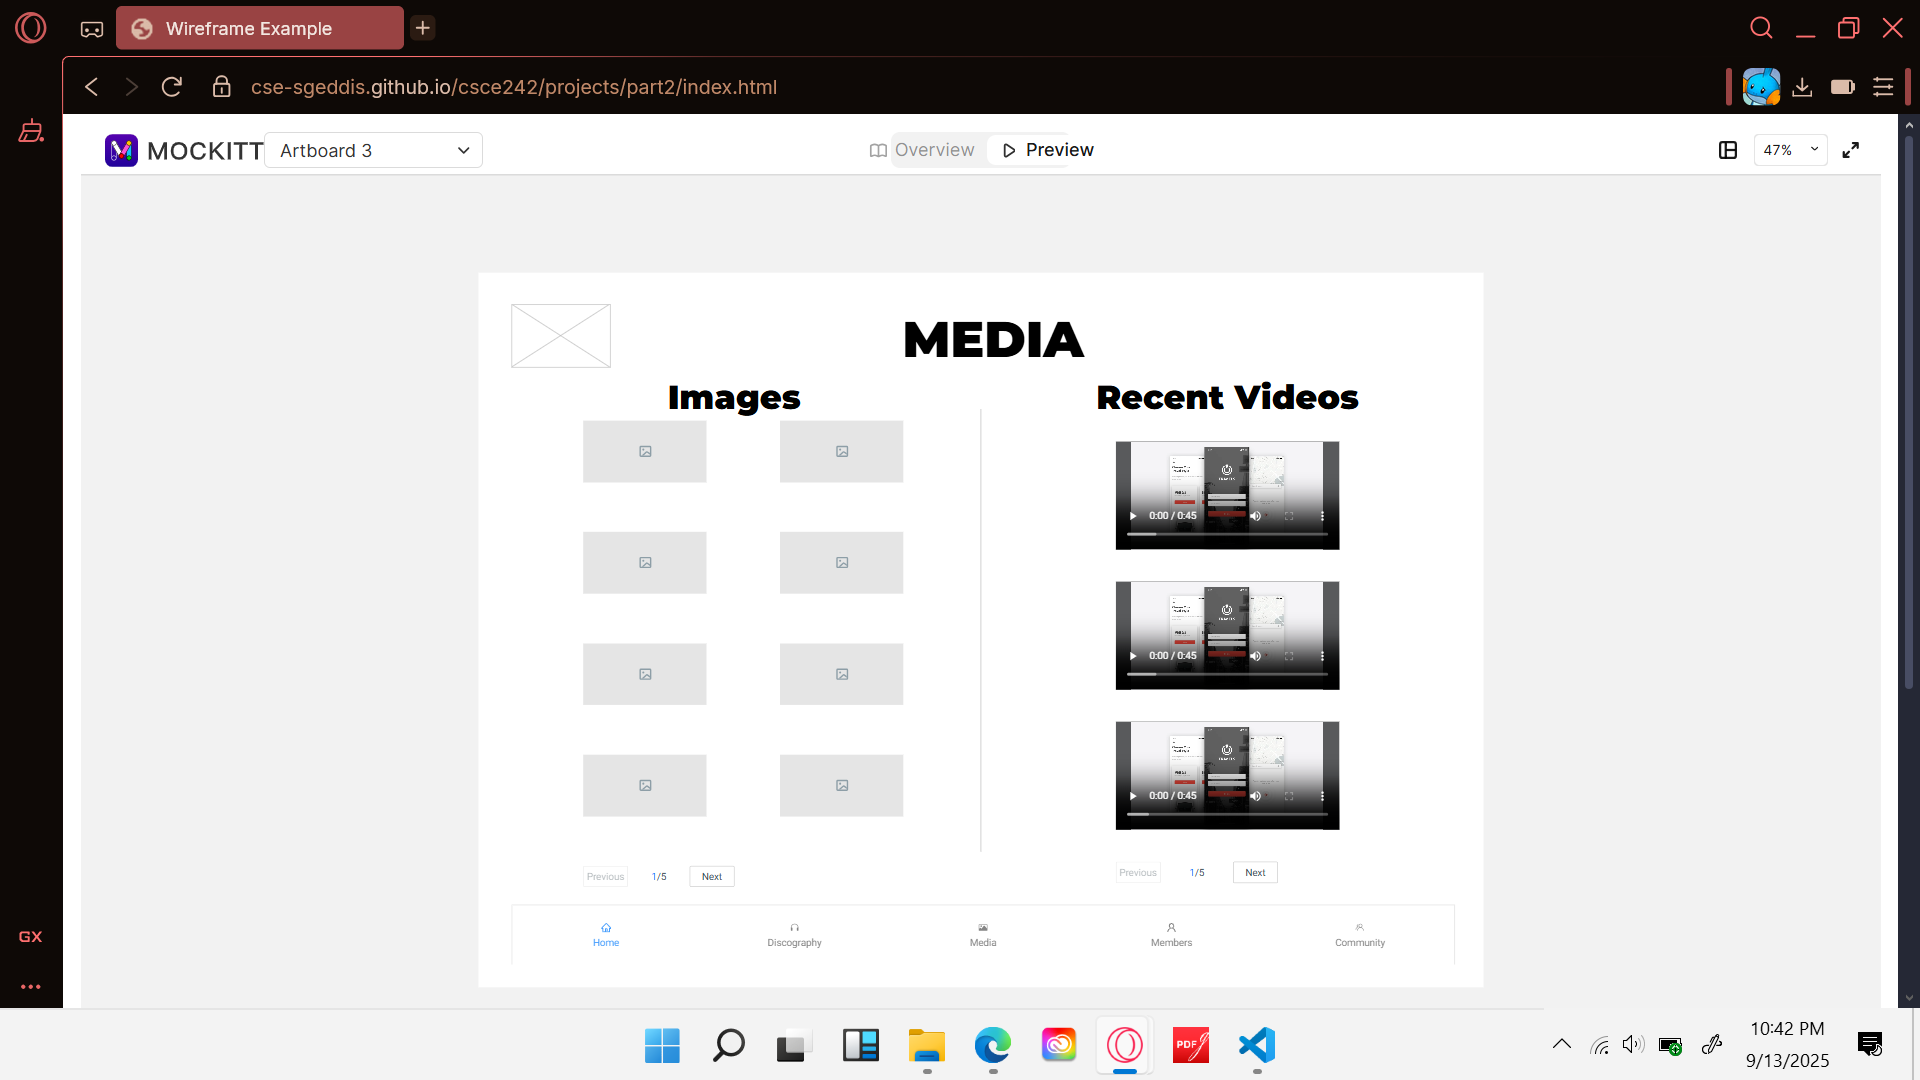 Wireframe Example
cse-sgeddis.github.io/csce242/projects/part2/index.html
MOCKITT
Artboard 3
Overview
Preview
47%
MEDIA
Images
Recent Videos
0:00 / 0:45
0:00 / 0:45
0:00 / 0:45
Previous
1/5
Next
Previous
1/5
Next
Home
Discography
Media
Members
Community
GX
PDF
10:42 PM
9/13/2025